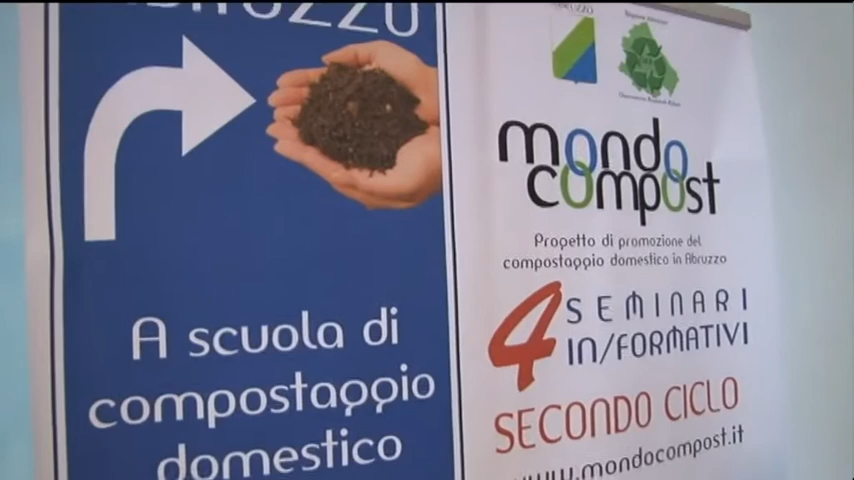 ABRUZZO
A scuola di
compostaggio
domestico
mondo
compost
Progetto di promozione del
compostaggio domestico in Abruzzo
4 SEMINARI
IN/FORMATIVI
SECONDO CICLO
www.mondocompost.it